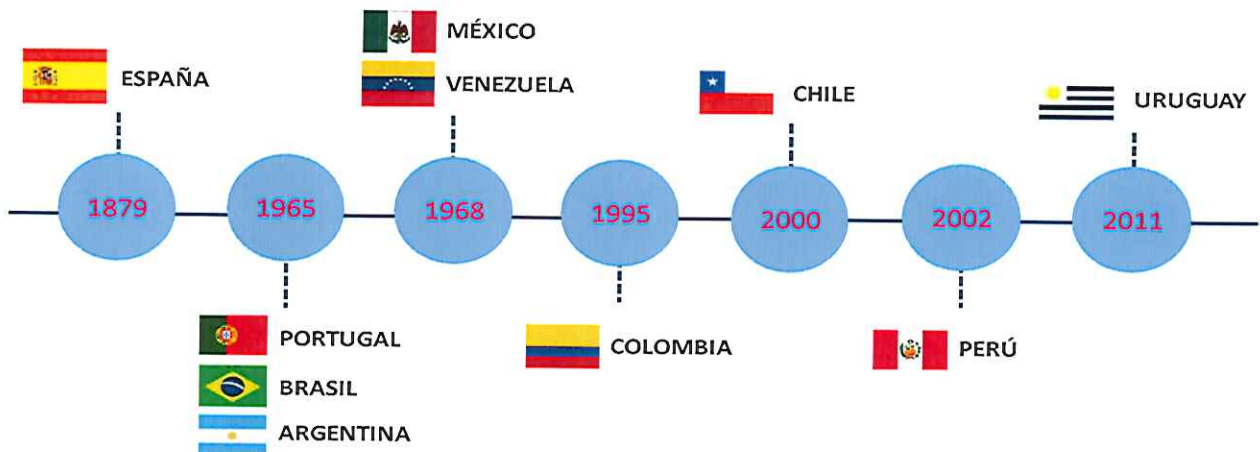 MÉXICO
ESPAÑA
VENEZUELA
CHILE
URUGUAY
1879
1965
1968
1995
2000
2002
2011
PORTUGAL
COLOMBIA
PERÚ
BRASIL
ARGENTINA